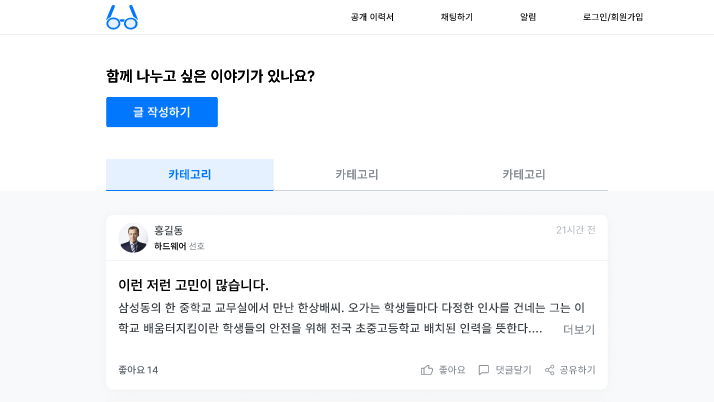 공개 이력서 채팅하기 알림 로그인/회원가입
함께 나누고 싶은 이야기가 있나요?
글 작성하기
카테고리 카테고리 카테고리
홍길동 21시간 전
하드웨어 선호
이런 저런 고민이 많습니다.
삼성동의 한 중학교 교무실에서 만난 한상배씨. 오가는 학생들마다 다정한 인사를 건네는 그는 이
학교 배움터지킴이란 학생들의 안전을 위해 전국 초중고등학교 배치된 인력을 뜻한다.... 더보기
좋아요 14 좋아요 댓글달기 공유하기